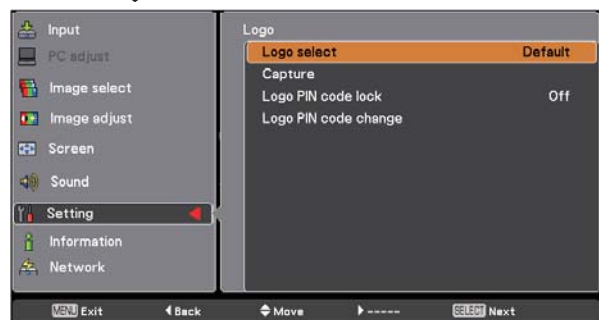 Input
PC adjust
Image select
Image adjust
Screen
Sound
Setting
Information
Network
Logo
Logo select Default
Capture
Logo PIN code lock Off
Logo PIN code change
MENU Exit Back Move ----- SELECT Next